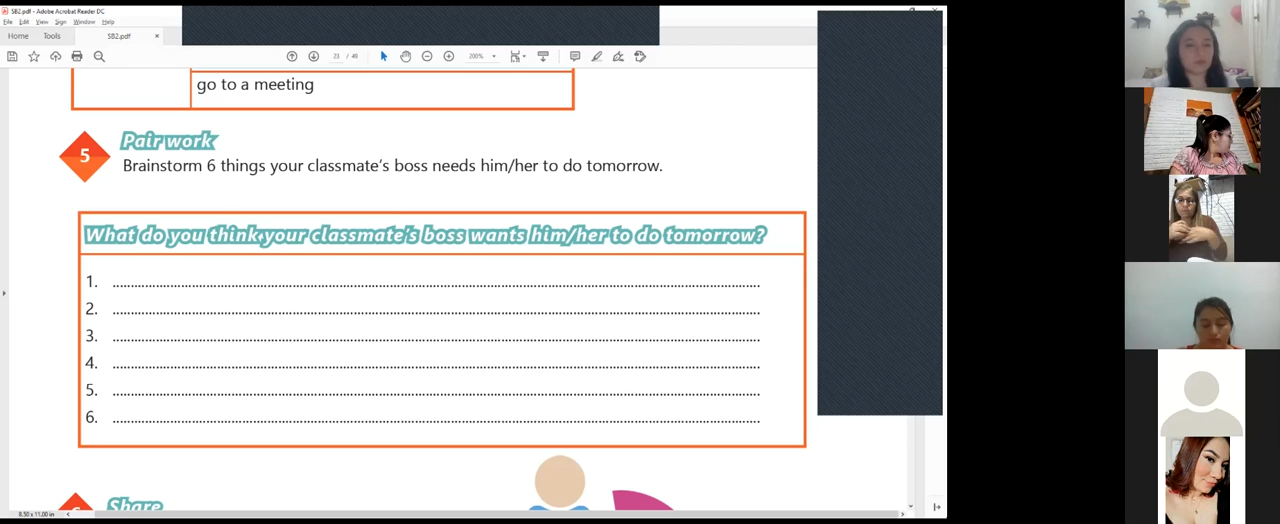 SB2.pdf - Adobe Acrobat Reader DC
File Edit View Sign Window Help
Home Tools SB2.pdf ×
23 / 49 200%
go to a meeting
5 Pair work
Brainstorm 6 things your classmate's boss needs him/her to do tomorrow.
What do you think your classmate's boss wants him/her to do tomorrow?
1. ........................................................................
2. ........................................................................
3. ........................................................................
4. ........................................................................
5. ........................................................................
6. ........................................................................
Share
8.50 x 11.00 in